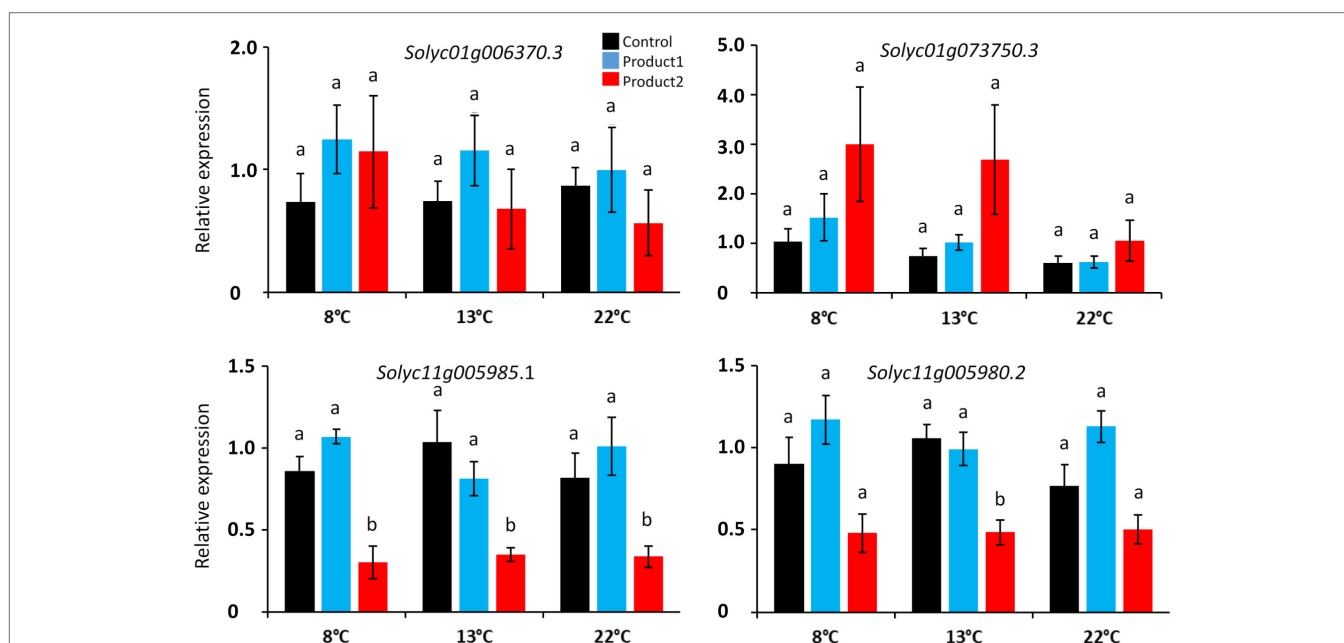 Solyc01g006370.3
Control
Product1
Product2
Relative expression
2.0
1.0
0
a a a
a a a
a a a
8°C 13°C 22°C
Solyc01g073750.3
5.0
4.0
3.0
2.0
1.0
0
a a a
a a a
a a a
8°C 13°C 22°C
Solyc11g005985.1
Relative expression
1.5
1.0
0.5
0
a a b
a a b
a a b
8°C 13°C 22°C
Solyc11g005980.2
1.5
1.0
0.5
0
a a a
a a b
a a a
8°C 13°C 22°C